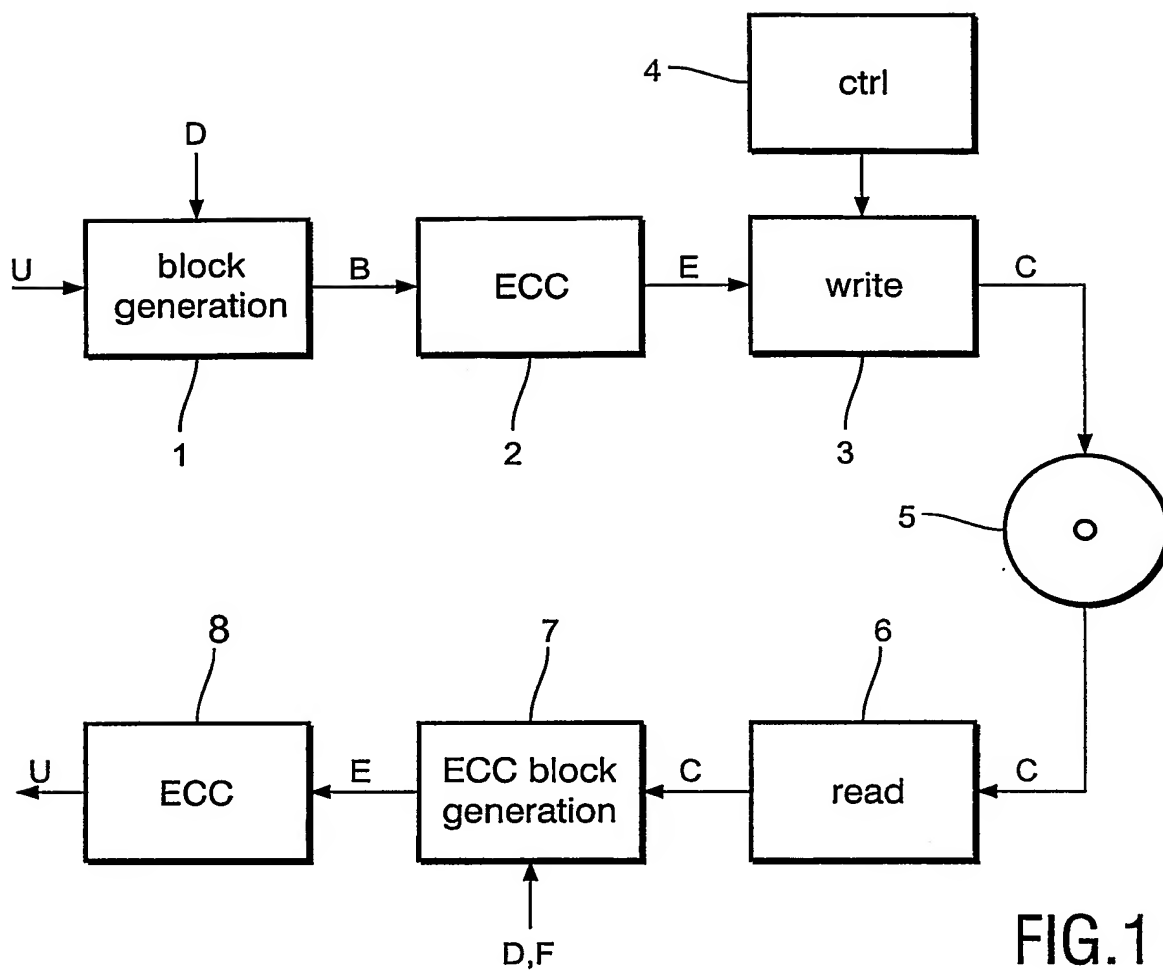 4
ctrl
D
U
block
generation
B
ECC
E
write
C
1
2
3
5
8
7
6
U
ECC
E
ECC block
generation
C
read
C
D,F
FIG.1